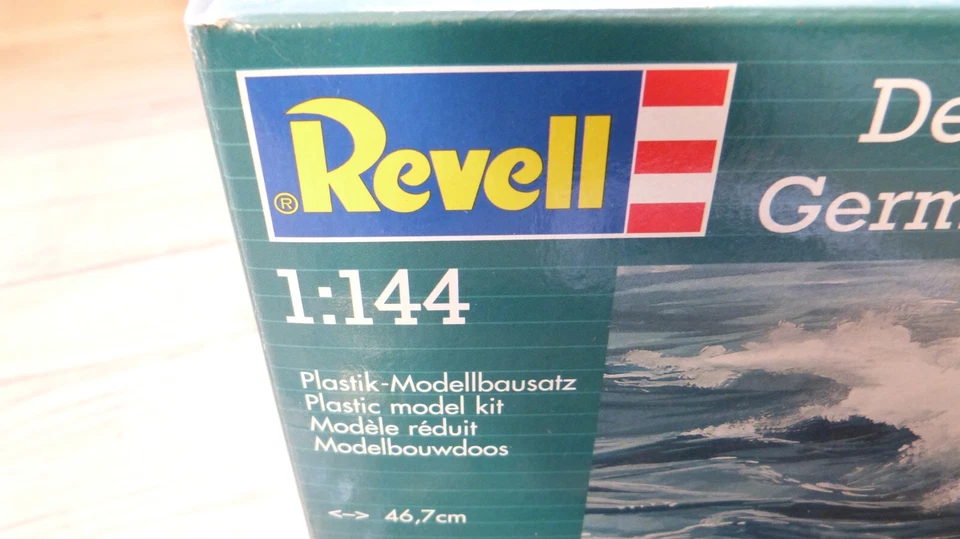 Revell
®
1:144
Plastik-Modellbausatz
Plastic model kit
Modèle réduit
Modelbouwdoos
<--> 46,7cm